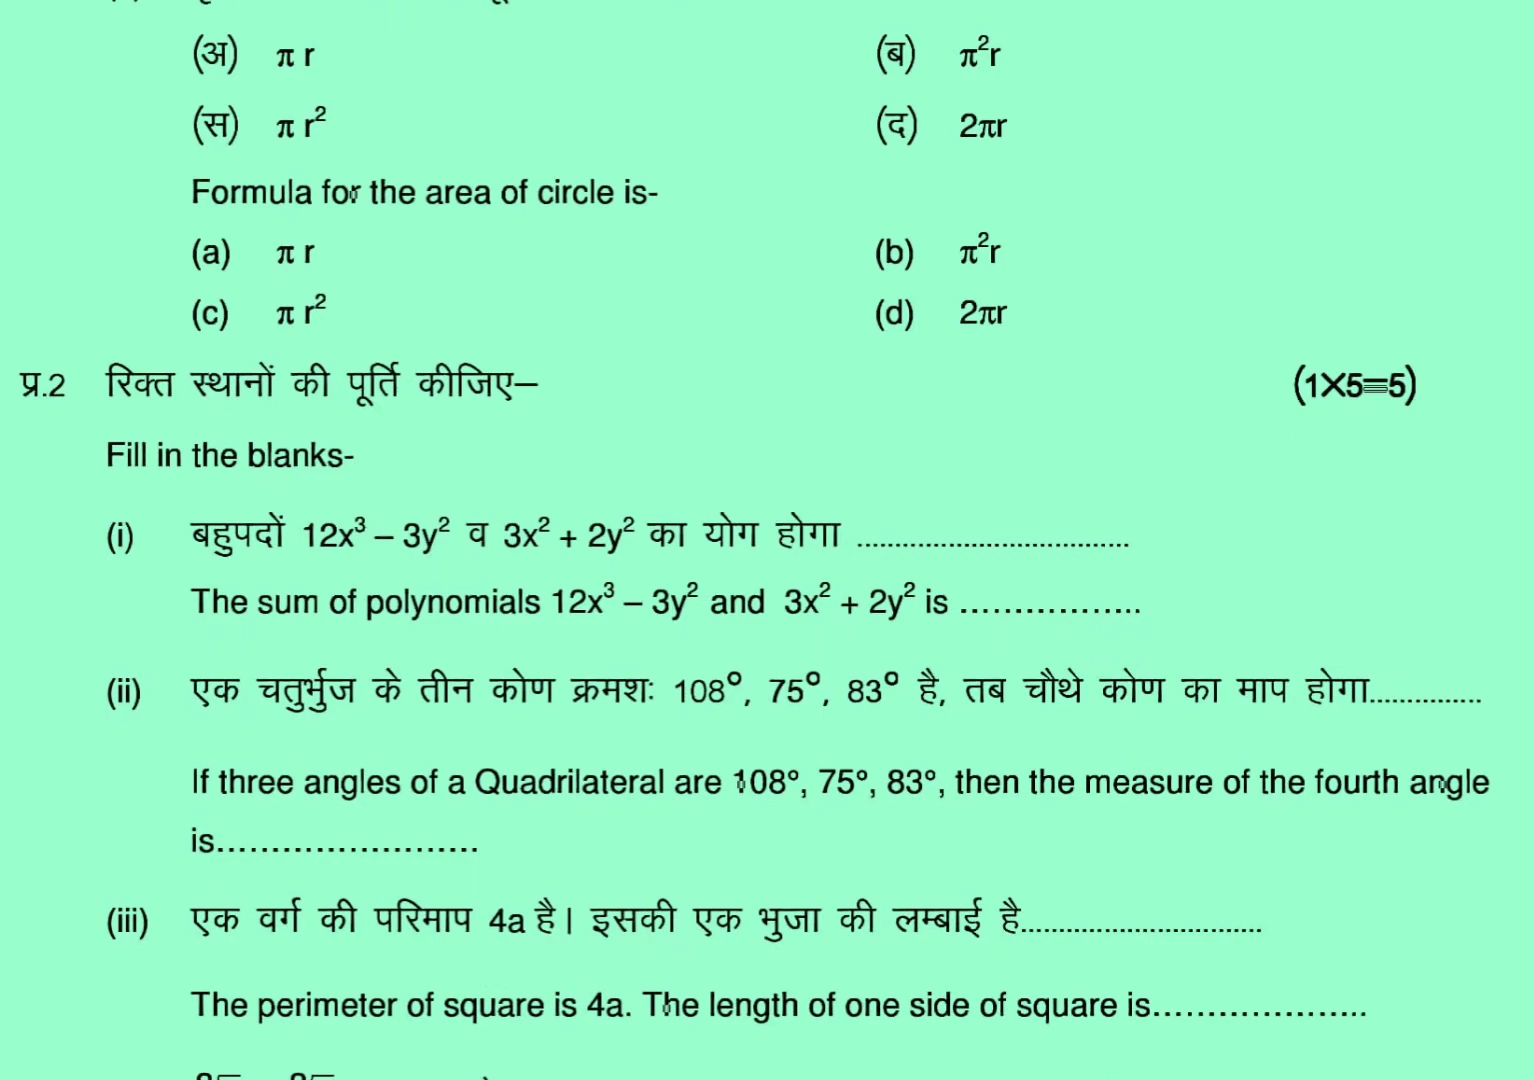 (अ) π r (ब) π²r
(स) π r² (द) 2πr
Formula for the area of circle is-
(a) π r (b) π²r
(c) π r² (d) 2πr
प्र.2 रिक्त स्थानों की पूर्ति कीजिए– (1×5=5)
Fill in the blanks-
(i) बहुपदों 12x³ – 3y² व 3x² + 2y² का योग होगा ....................................
The sum of polynomials 12x³ – 3y² and 3x² + 2y² is .................
(ii) एक चतुर्भुज के तीन कोण क्रमशः 108°, 75°, 83° है, तब चौथे कोण का माप होगा...............
If three angles of a Quadrilateral are 108°, 75°, 83°, then the measure of the fourth angle
is........................
(iii) एक वर्ग की परिमाप 4a है। इसकी एक भुजा की लम्बाई है................................
The perimeter of square is 4a. The length of one side of square is....................